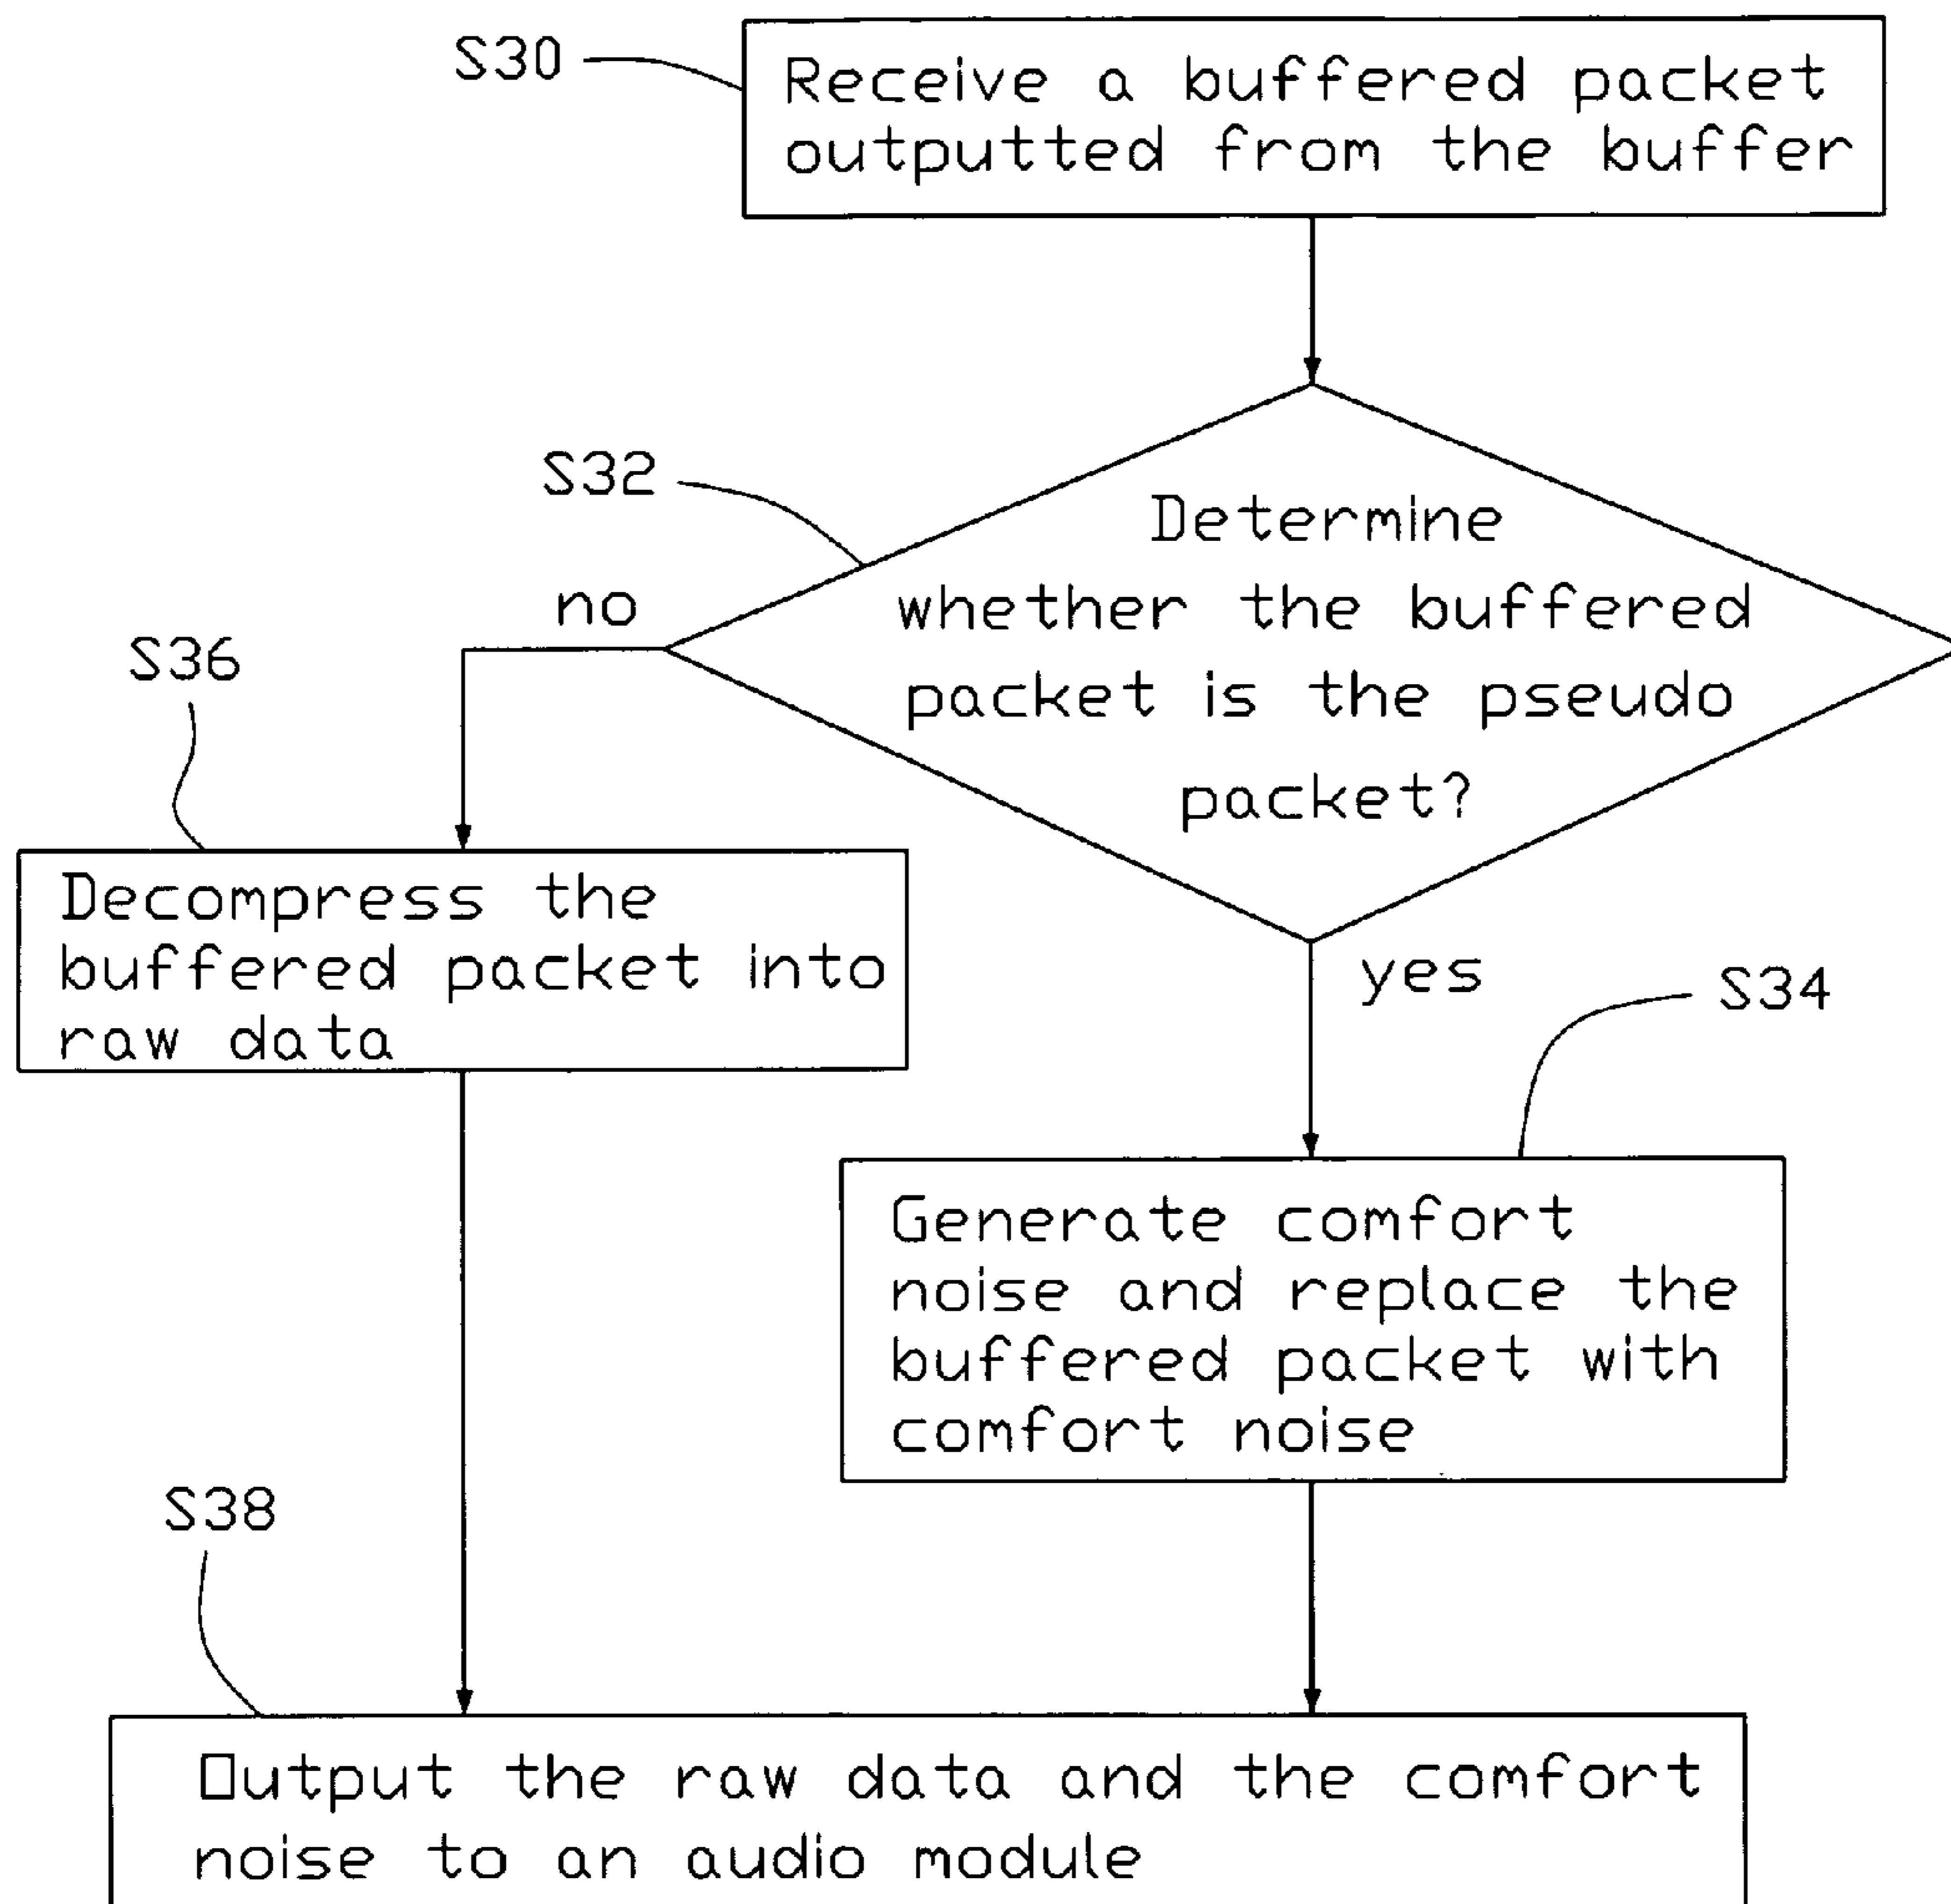 S30
Receive a buffered packet
outputted from the buffer
S32
Determine
whether the buffered
packet is the pseudo
packet?
no
S36
Decompress the
buffered packet into
raw data
yes
S34
Generate comfort
noise and replace the
buffered packet with
comfort noise
S38
Output the raw data and the comfort
noise to an audio module